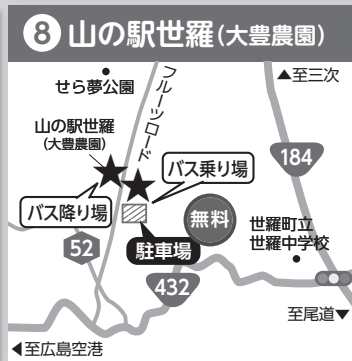 8 山の駅世羅(大豊農園)
▲至三次
せら夢公園
フルーツロード
山の駅世羅
(大豊農園)
184
バス乗り場
バス降り場
無料
世羅町立
世羅中学校
52
駐車場
432
至尾道▼
◀至広島空港